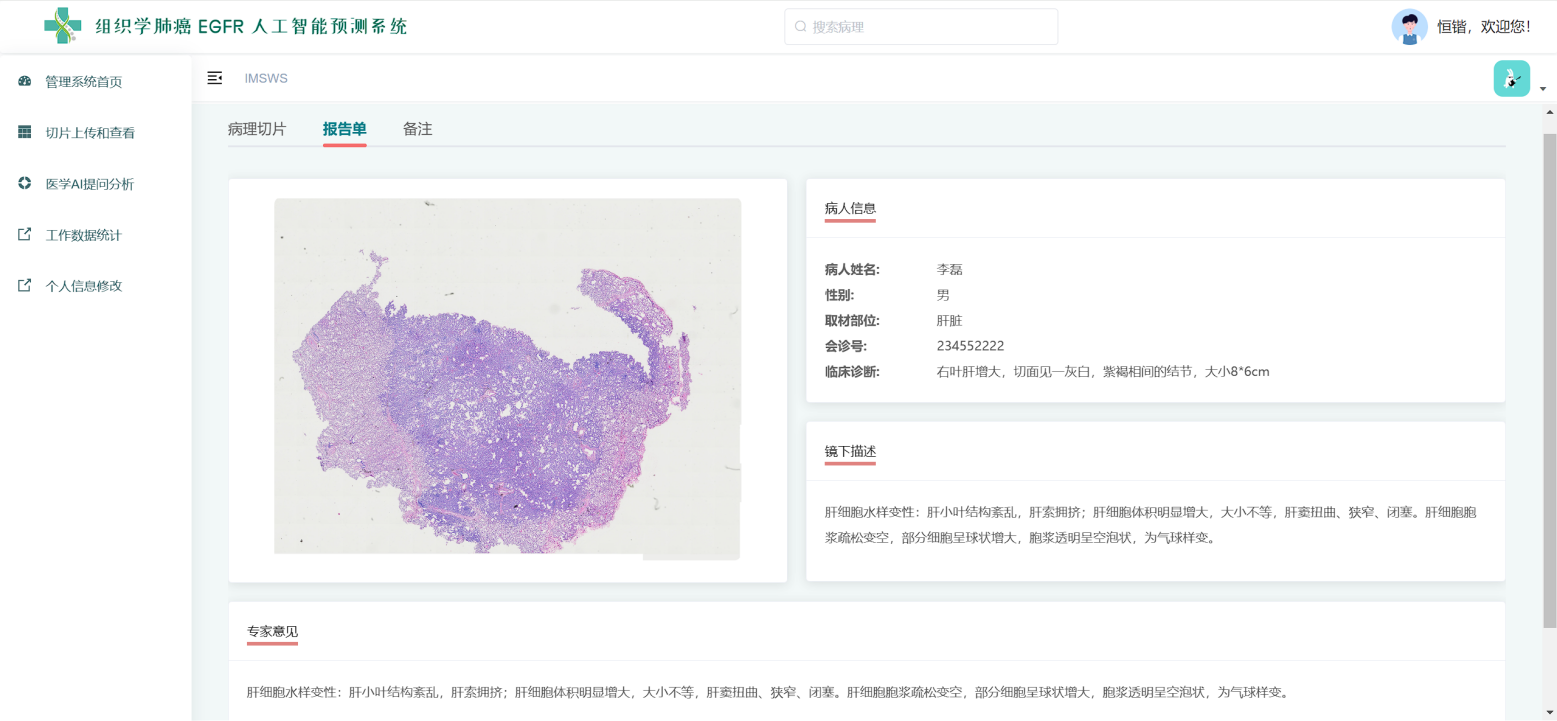 组织学肺癌 EGFR 人工智能预测系统
搜索病理
恒锴，欢迎您！
管理系统首页
切片上传和查看
医学AI提问分析
工作数据统计
个人信息修改
IMSWS
病理切片 报告单 备注
病人信息
病人姓名: 李磊
性别: 男
取材部位: 肝脏
会诊号: 234552222
临床诊断: 右叶肝增大，切面见一灰白，紫褐相间的结节，大小8*6cm
镜下描述
肝细胞水样变性：肝小叶结构紊乱，肝索拥挤；肝细胞体积明显增大，大小不等，肝窦扭曲、狭窄、闭塞。肝细胞胞
浆疏松变空，部分细胞呈球状增大，胞浆透明呈空泡状，为气球样变。
专家意见
肝细胞水样变性：肝小叶结构紊乱，肝索拥挤；肝细胞体积明显增大，大小不等，肝窦扭曲、狭窄、闭塞。肝细胞胞浆疏松变空，部分细胞呈球状增大，胞浆透明呈空泡状，为气球样变。